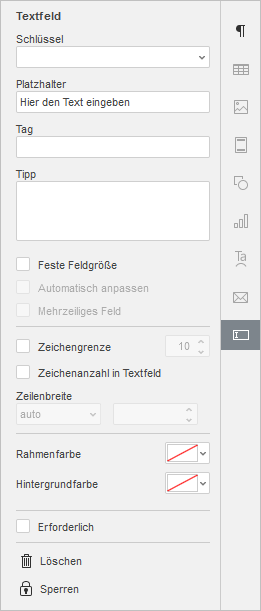 Textfeld
Schlüssel
Platzhalter
Hier den Text eingeben
Tag
Tipp
Feste Feldgröße
Automatisch anpassen
Mehrzeiliges Feld
Zeichengrenze 10
Zeichenanzahl in Textfeld
Zeilenbreite
auto
Rahmenfarbe
Hintergrundfarbe
Erforderlich
Löschen
Sperren
Ta